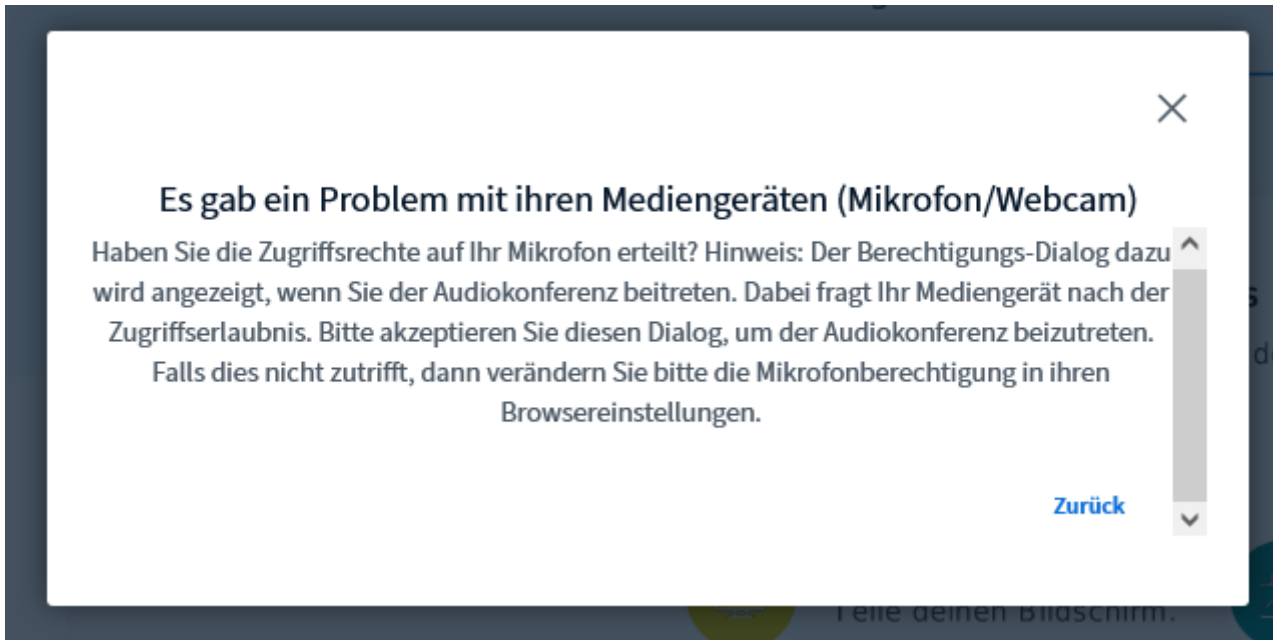 Es gab ein Problem mit ihren Mediengeräten (Mikrofon/Webcam)
Haben Sie die Zugriffsrechte auf Ihr Mikrofon erteilt? Hinweis: Der Berechtigungs-Dialog dazu
wird angezeigt, wenn Sie der Audiokonferenz beitreten. Dabei fragt Ihr Mediengerät nach der
Zugriffserlaubnis. Bitte akzeptieren Sie diesen Dialog, um der Audiokonferenz beizutreten.
Falls dies nicht zutrifft, dann verändern Sie bitte die Mikrofonberechtigung in ihren
Browsereinstellungen.
Zurück
Teile deinen Bildschirm.